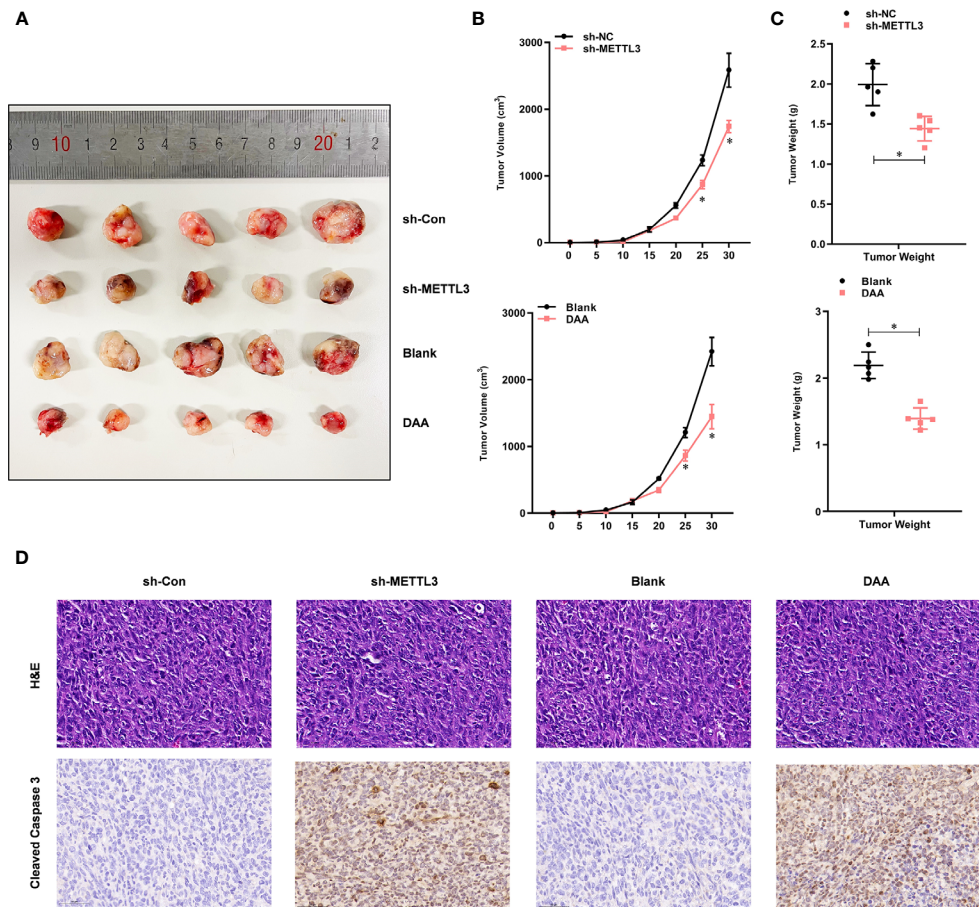 A
B
C
8 9 10 1 2 3 4 5 6 7 8 9 20 1 2
sh-Con
sh-METTL3
Blank
DAA
sh-NC
sh-METTL3
3000
2000
1000
0
Tumor Volume (cm³)
0 5 10 15 20 25 30
*
*
Blank
DAA
3000
2000
1000
0
Tumor Volume (cm³)
0 5 10 15 20 25 30
*
*
sh-NC
sh-METTL3
2.5
2.0
1.5
1.0
0.5
0.0
Tumor Weight (g)
*
Tumor Weight
Blank
DAA
3
2
1
0
Tumor Weight (g)
*
Tumor Weight
D
sh-Con sh-METTL3 Blank DAA
H&E
Cleaved Caspase 3